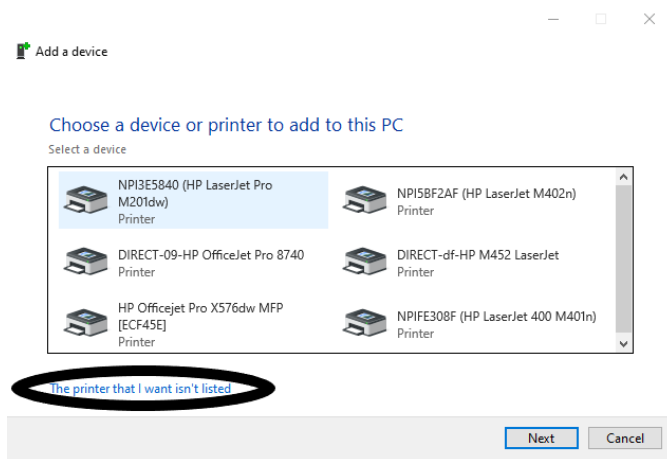 Add a device
Choose a device or printer to add to this PC
Select a device
NPI3E5840 (HP LaserJet Pro
M201dw)
Printer
NPI5BF2AF (HP LaserJet M402n)
Printer
DIRECT-09-HP OfficeJet Pro 8740
Printer
DIRECT-df-HP M452 LaserJet
Printer
HP Officejet Pro X576dw MFP
[ECF45E]
Printer
NPIFE308F (HP LaserJet 400 M401n)
Printer
The printer that I want isn't listed
Next
Cancel